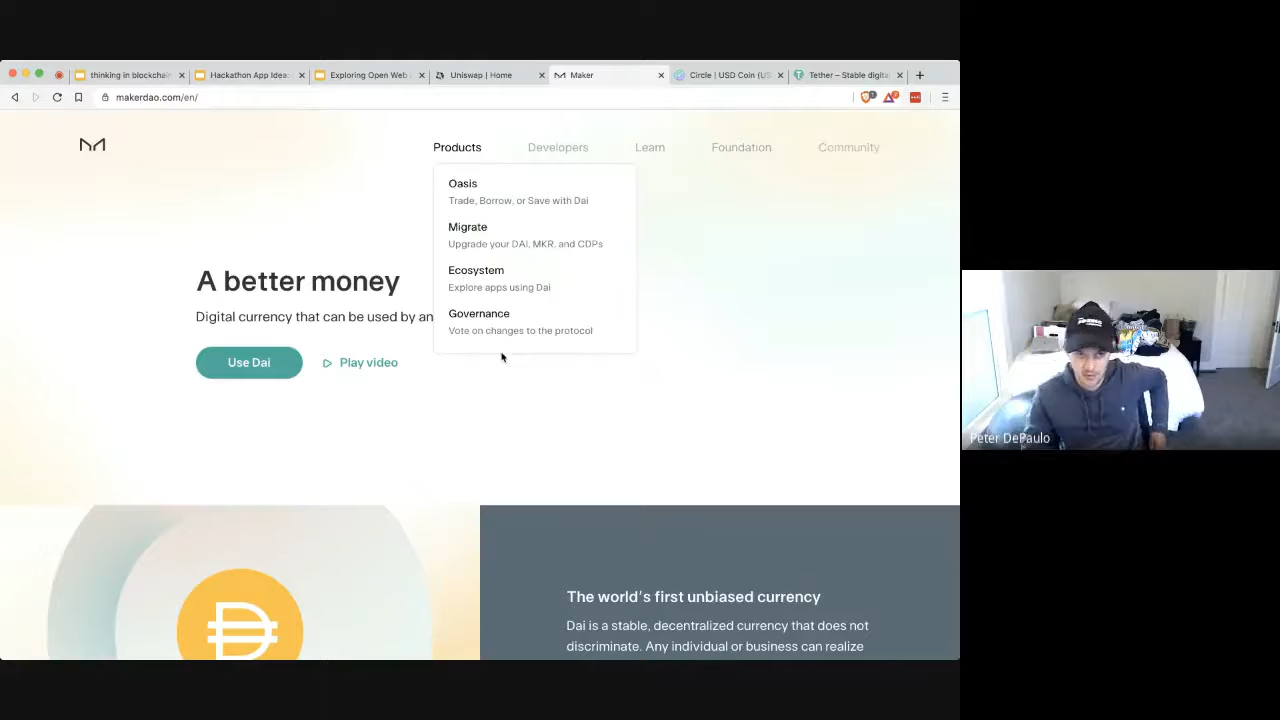 thinking in blockchain
Hackathon App Idea
Exploring Open Web
Uniswap | Home
Maker
Circle | USD Coin (US
Tether – Stable digita
makerdao.com/en/
Products
Developers
Learn
Foundation
Community
Oasis
Trade, Borrow, or Save with Dai
Migrate
Upgrade your DAI, MKR, and CDPs
Ecosystem
Explore apps using Dai
Governance
Vote on changes to the protocol
A better money
Digital currency that can be used by an
Use Dai
Play video
The world's first unbiased currency
Dai is a stable, decentralized currency that does not
discriminate. Any individual or business can realize
Peter DePaulo